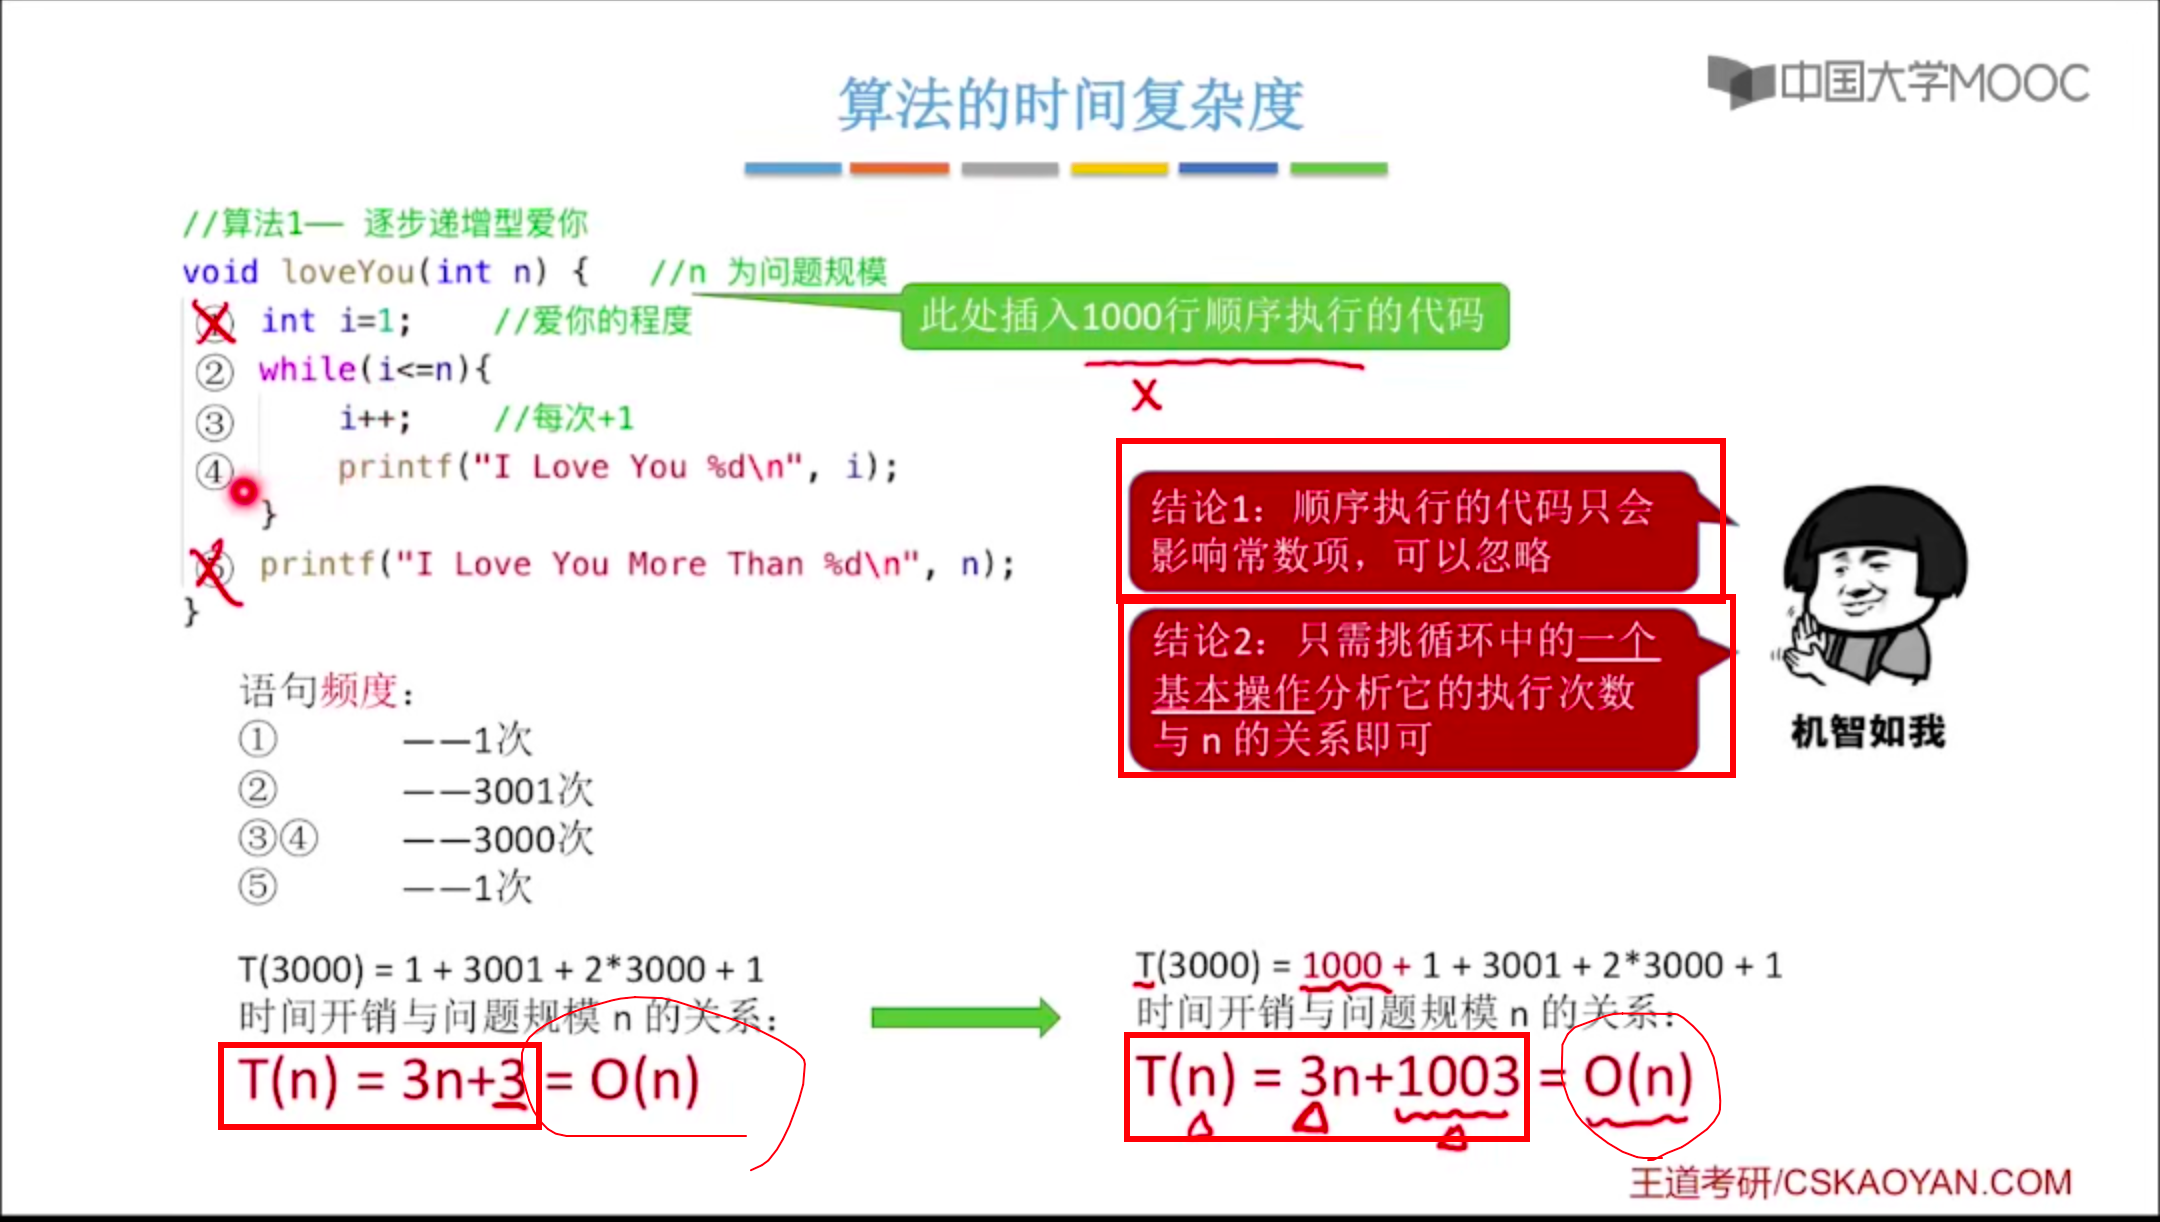 算法的时间复杂度
中国大学MOOC
//算法1—— 逐步递增型爱你
void loveYou(int n) { //n 为问题规模
① int i=1; //爱你的程度
此处插入1000行顺序执行的代码
② while(i<=n){
X
③ i++; //每次+1
④ printf("I Love You %d\n", i);
}
⑤ printf("I Love You More Than %d\n", n);
}
结论1：顺序执行的代码只会
影响常数项，可以忽略
结论2：只需挑循环中的一个
基本操作分析它的执行次数
与 n 的关系即可
机智如我
语句频度：
① ——1次
② ——3001次
③④ ——3000次
⑤ ——1次
T(3000) = 1 + 3001 + 2*3000 + 1
时间开销与问题规模 n 的关系：
T(n) = 3n+3 = O(n)
T(3000) = 1000 + 1 + 3001 + 2*3000 + 1
时间开销与问题规模 n 的关系：
T(n) = 3n+1003 = O(n)
王道考研/CSKAOYAN.COM